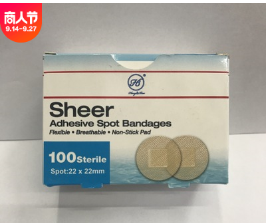 商人节
9.14-9.27
Sheer
Adhesive Spot Bandages
Flexible • Breathable • Non-Stick Pad
100 Sterile
Spot:22 x 22mm